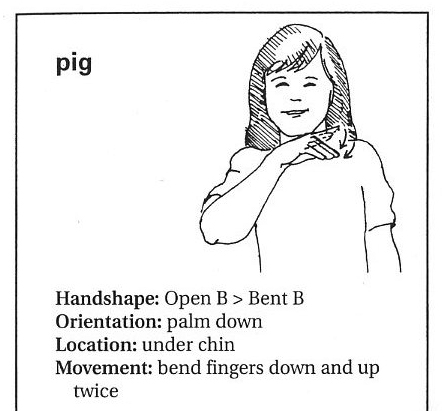 pig
Handshape: Open B > Bent B
Orientation: palm down
Location: under chin
Movement: bend fingers down and up
twice